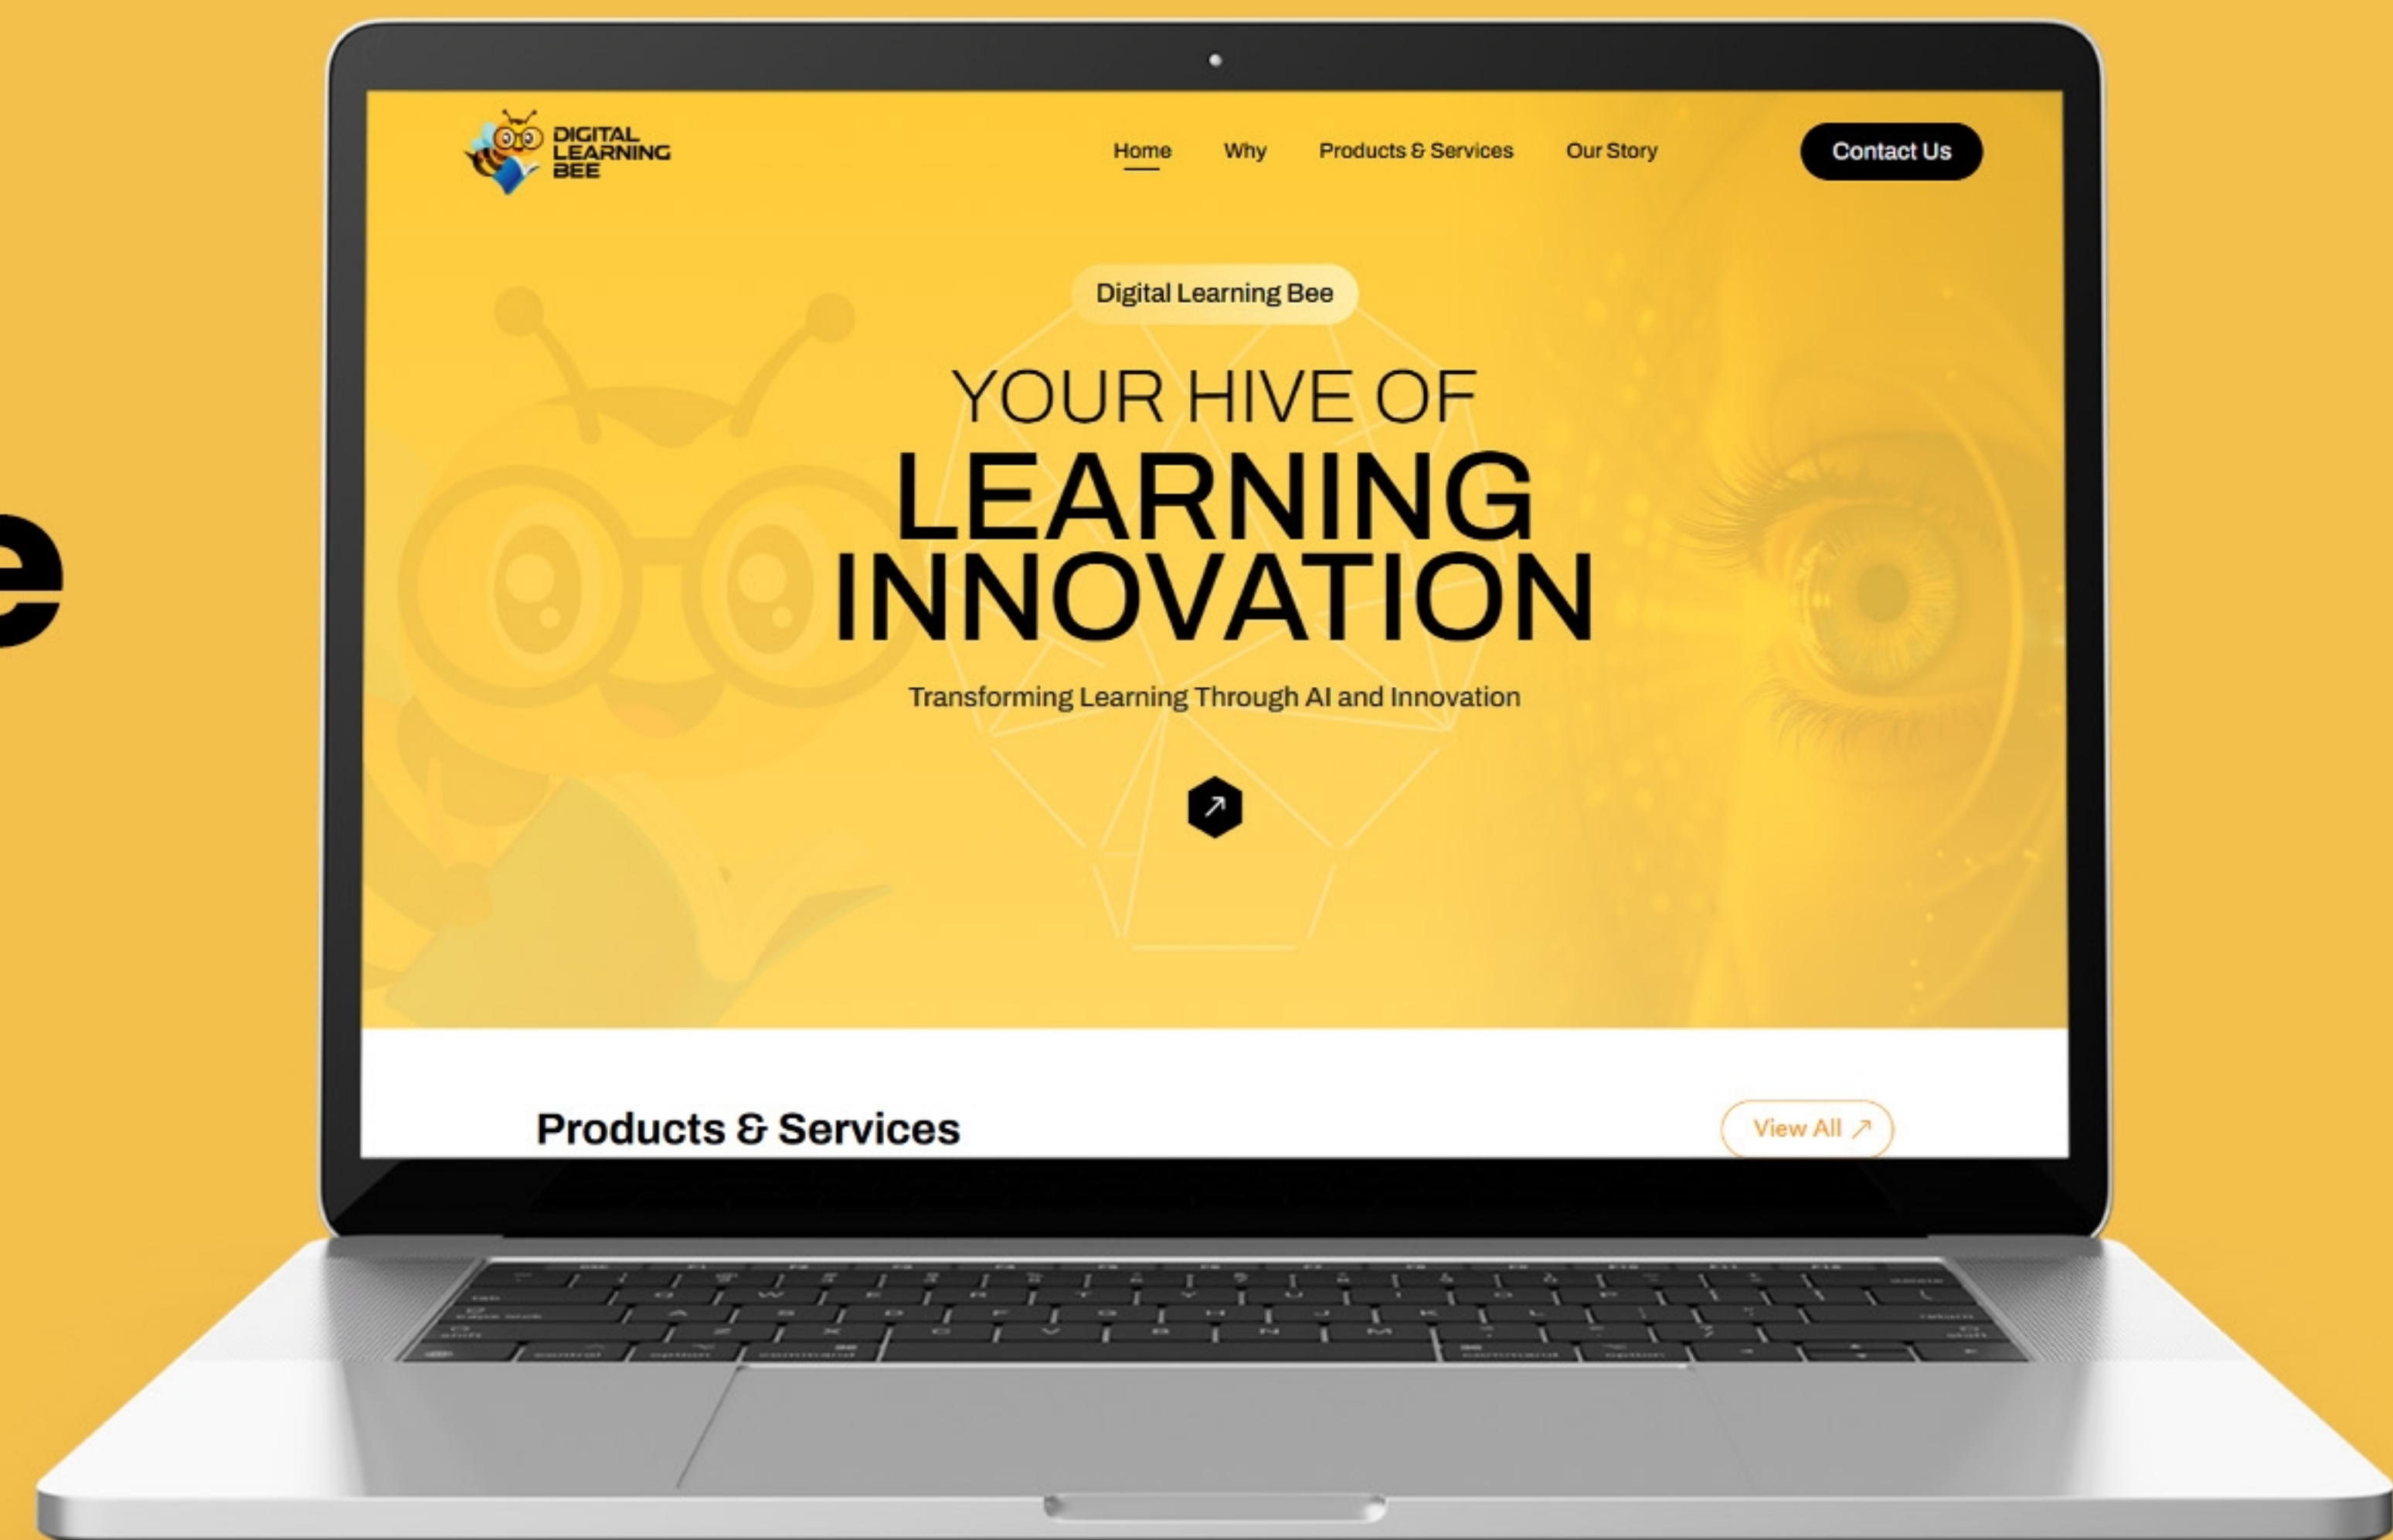 DIGITAL
LEARNING
BEE
Home Why Products & Services Our Story Contact Us
Digital Learning Bee
YOUR HIVE OF
LEARNING
INNOVATION
Transforming Learning Through AI and Innovation
Products & Services
View All
e